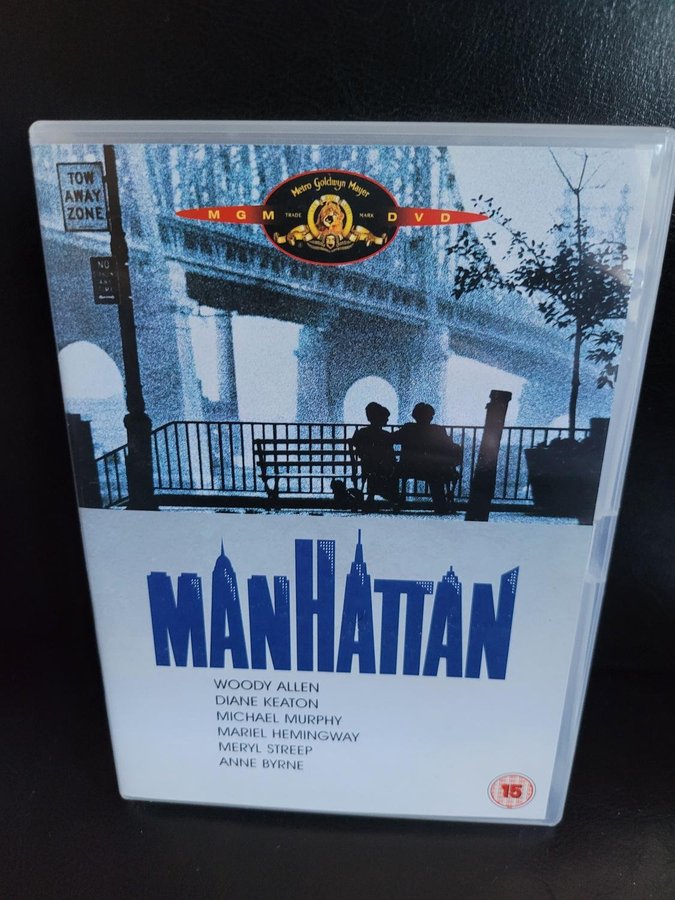 TOW
AWAY
ZONE
Metro Goldwyn Mayer
MGM TRADE MARK DVD
NO
MANHATTAN
WOODY ALLEN
DIANE KEATON
MICHAEL MURPHY
MARIEL HEMINGWAY
MERYL STREEP
ANNE BYRNE
15